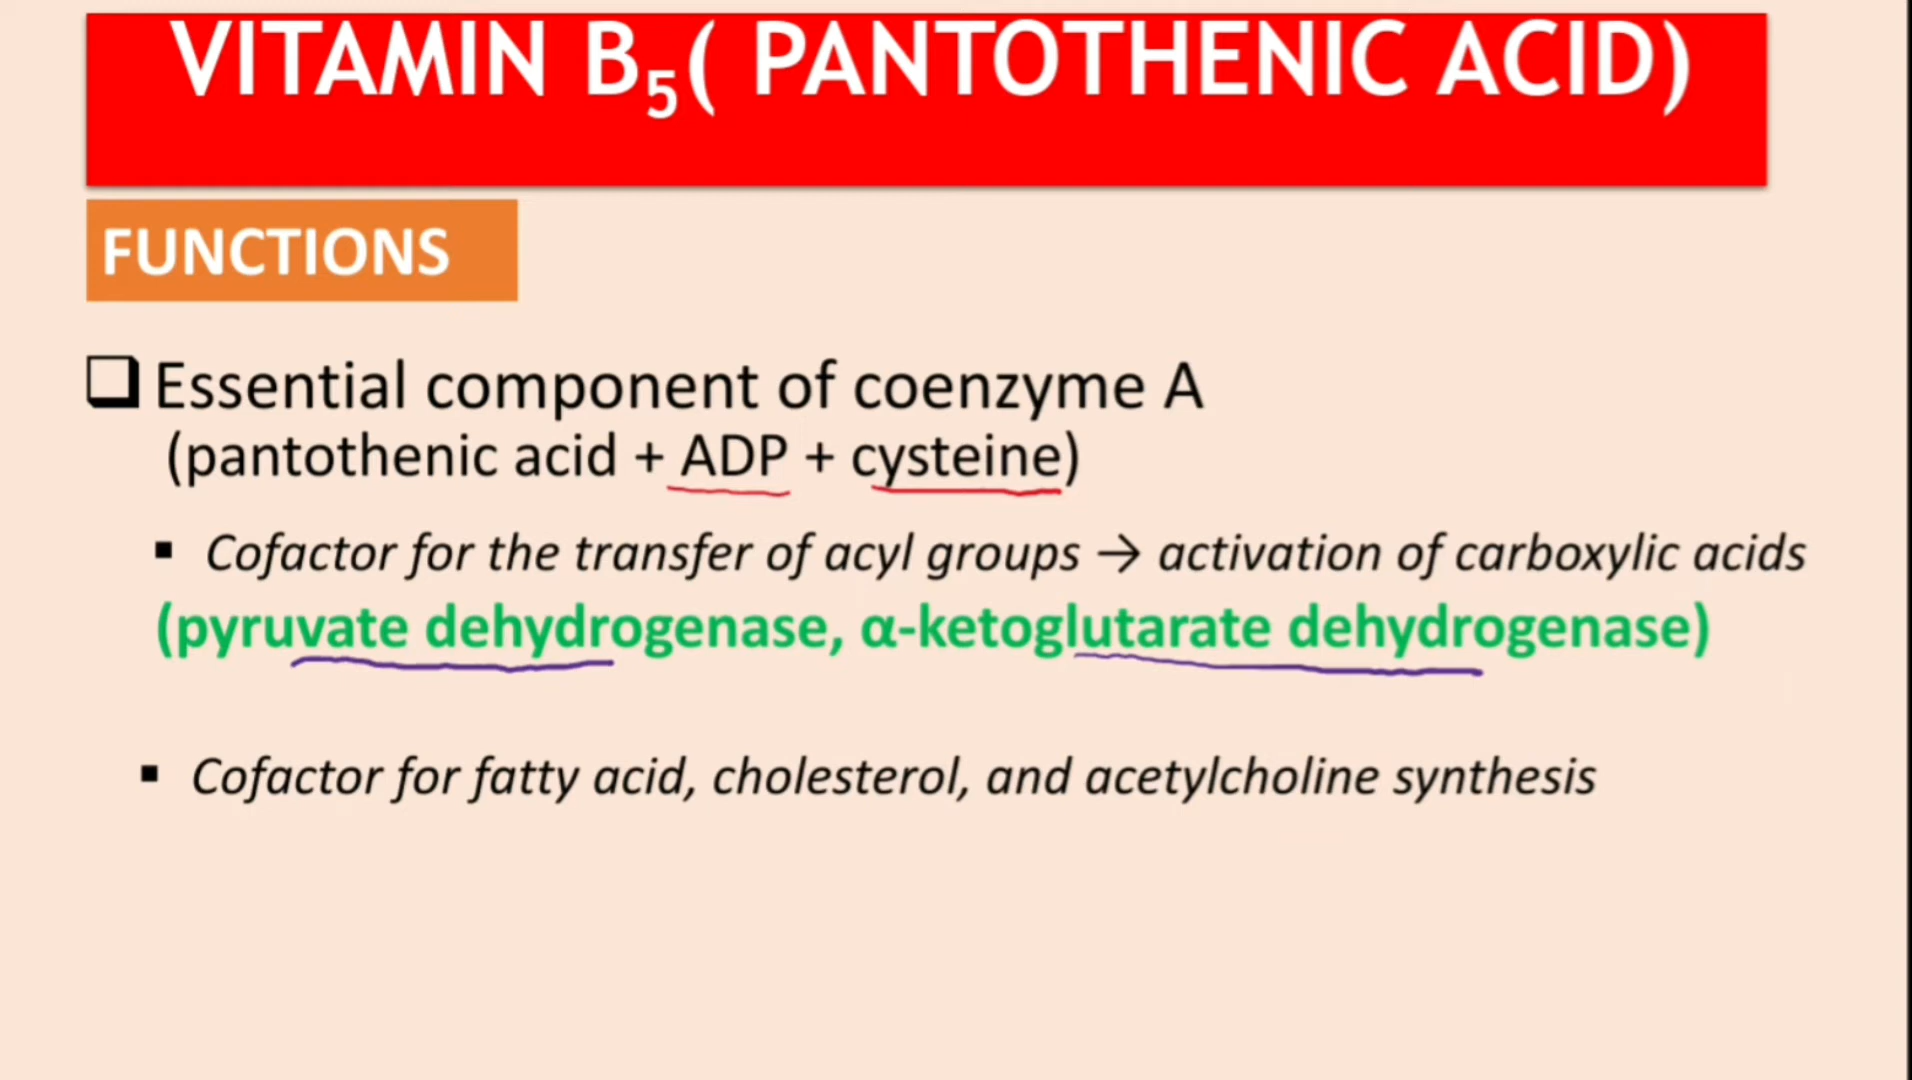 VITAMIN B₅( PANTOTHENIC ACID)
FUNCTIONS
❑ Essential component of coenzyme A
(pantothenic acid + ADP + cysteine)
▪ Cofactor for the transfer of acyl groups → activation of carboxylic acids
(pyruvate dehydrogenase, α-ketoglutarate dehydrogenase)
▪ Cofactor for fatty acid, cholesterol, and acetylcholine synthesis